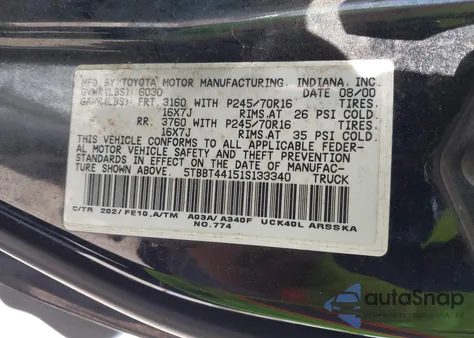 MFG. BY TOYOTA MOTOR MANUFACTURING, INDIANA, INC.
GVWR(LBS) 6030 DATE 08/00
GAWR(LBS) FRT. 3160 WITH P245/70R16 TIRES.
16X7J RIMS.AT 26 PSI COLD.
RR. 3760 WITH P245/70R16 TIRES.
16X7J RIMS.AT 35 PSI COLD.
THIS VEHICLE CONFORMS TO ALL APPLICABLE FEDER-
AL MOTOR VEHICLE SAFETY AND THEFT PREVENTION
STANDARDS IN EFFECT ON THE DATE OF MANUFAC-
TURE SHOWN ABOVE. 5TBBT44151S133340 TRUCK
C/TR 202/FE10,A/TM A03A/A340F UCK40L ARSSKA
NO.774
autoSnap